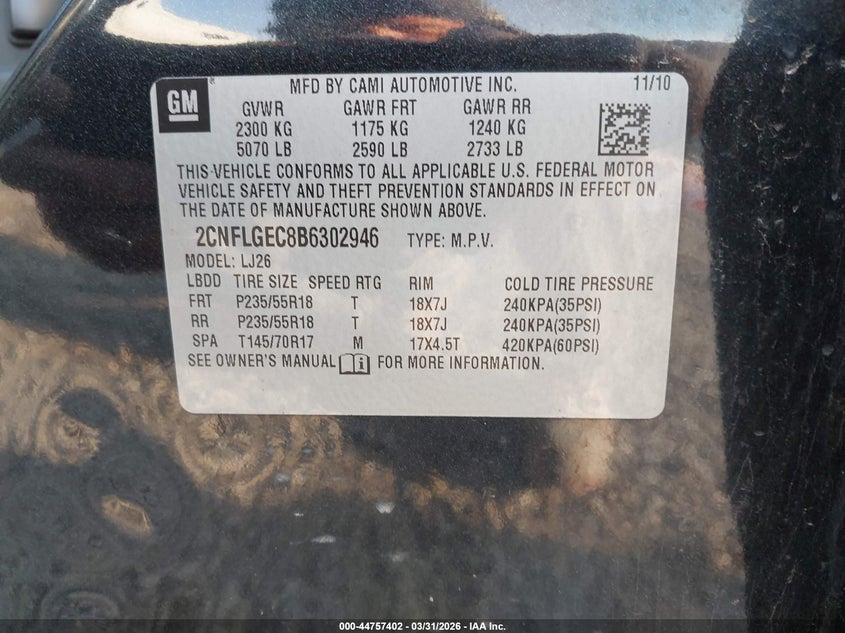 GM ® MFD BY CAMI AUTOMOTIVE INC. 11/10
GVWR GAWR FRT GAWR RR
2300 KG 1175 KG 1240 KG
5070 LB 2590 LB 2733 LB
THIS VEHICLE CONFORMS TO ALL APPLICABLE U.S. FEDERAL MOTOR
VEHICLE SAFETY AND THEFT PREVENTION STANDARDS IN EFFECT ON
THE DATE OF MANUFACTURE SHOWN ABOVE.
2CNFLGEC8B6302946 TYPE: M.P.V.
MODEL: LJ26
LBDD TIRE SIZE SPEED RTG RIM COLD TIRE PRESSURE
FRT P235/55R18 T 18X7J 240KPA(35PSI)
RR P235/55R18 T 18X7J 240KPA(35PSI)
SPA T145/70R17 M 17X4.5T 420KPA(60PSI)
SEE OWNER'S MANUAL FOR MORE INFORMATION.
000-44757402 - 03/31/2026 - IAA Inc.